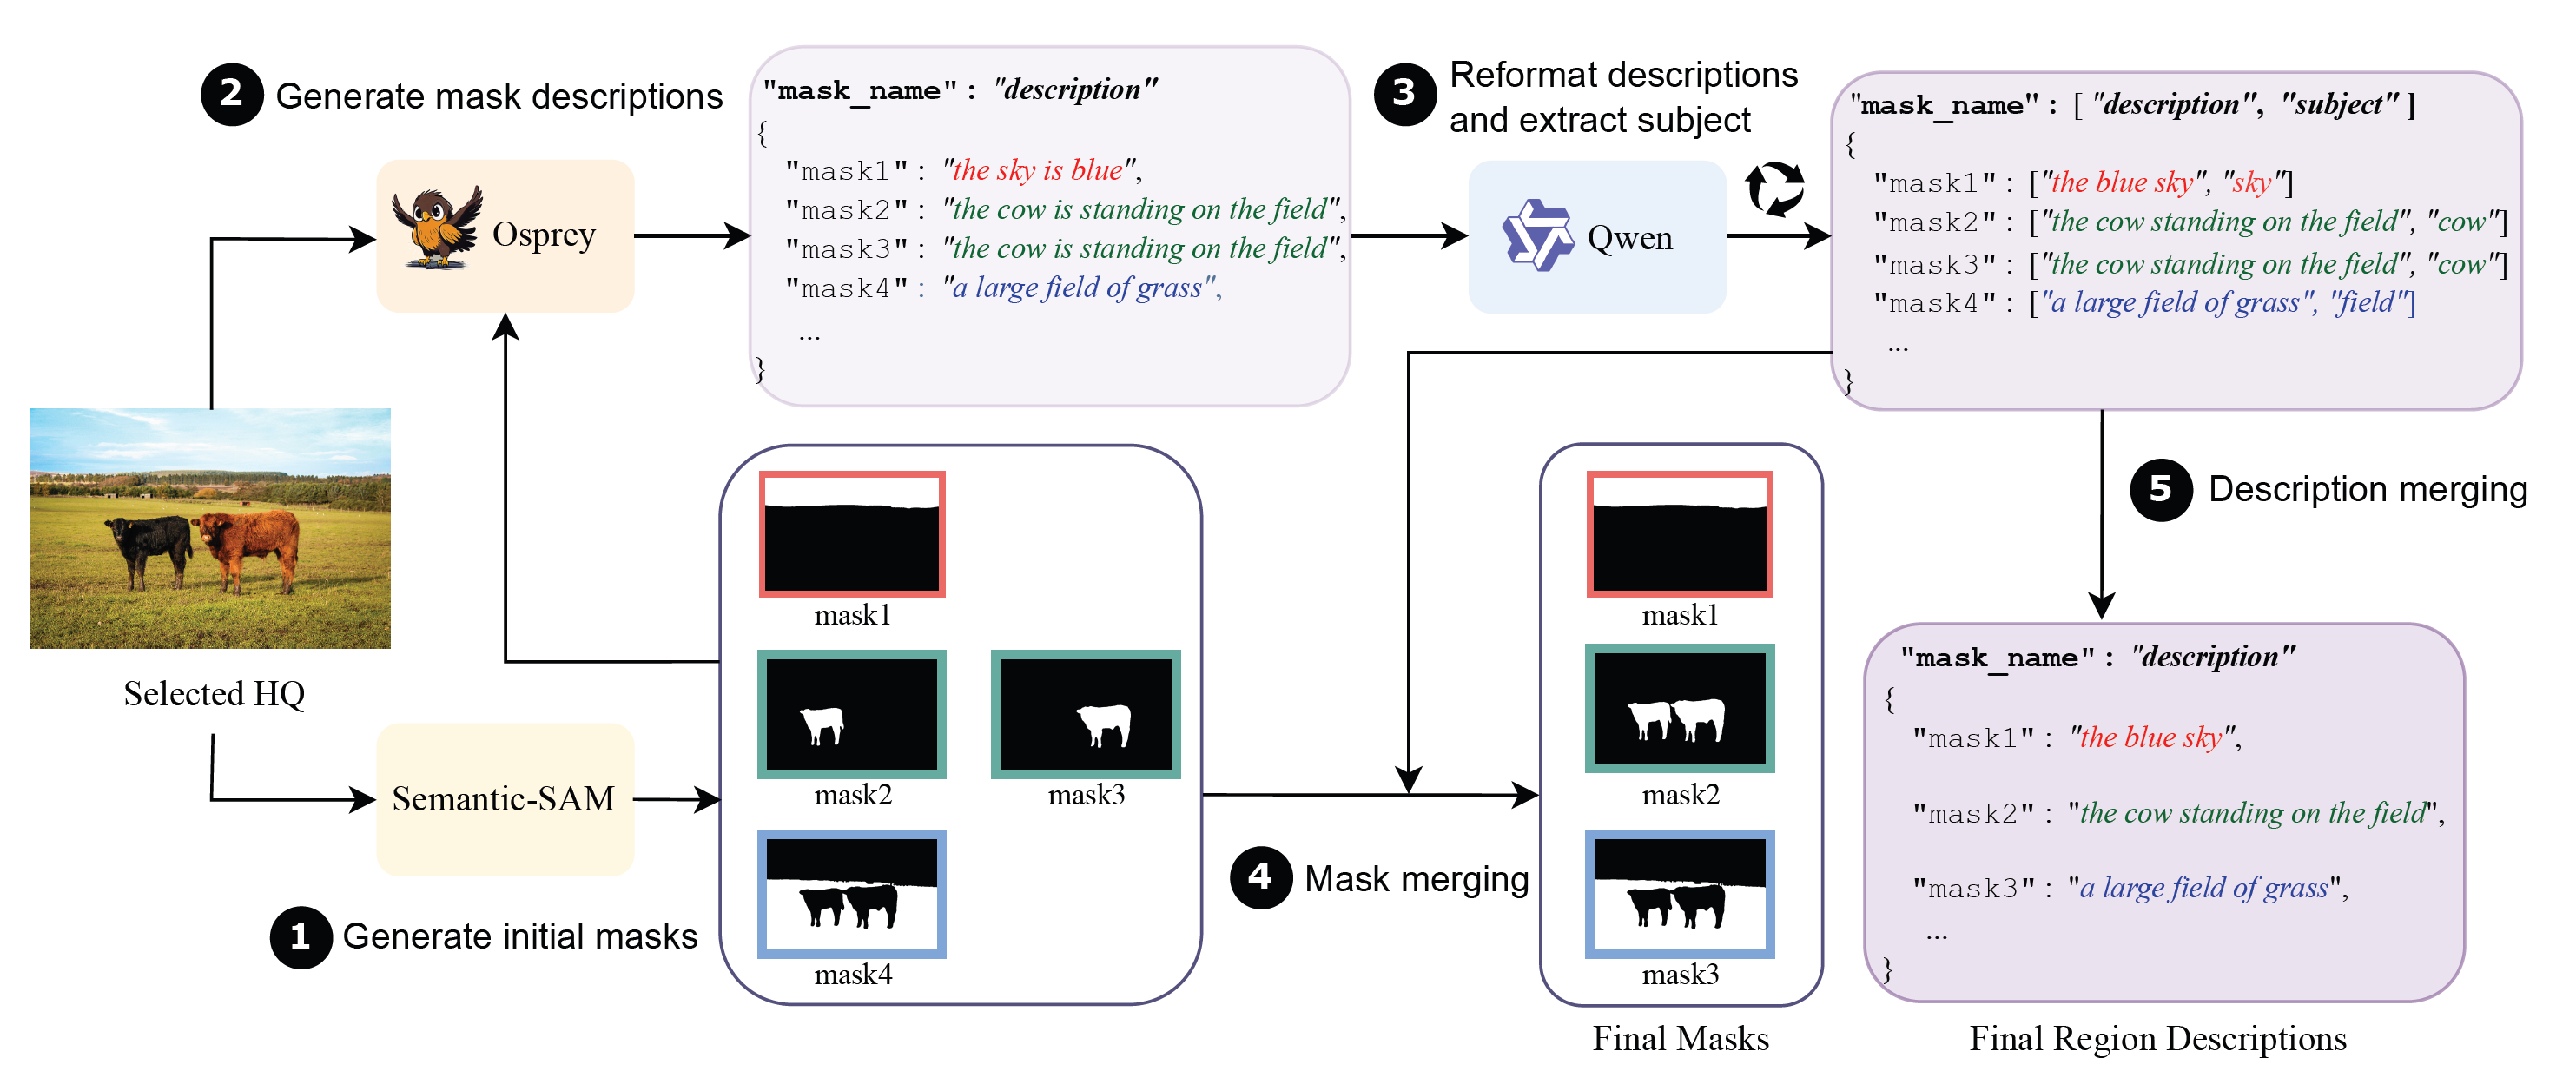 2 Generate mask descriptions
Osprey
"mask_name": "description"
{
"mask1": "the sky is blue",
"mask2": "the cow is standing on the field",
"mask3": "the cow is standing on the field",
"mask4": "a large field of grass",
...
}
3 Reformat descriptions
and extract subject
Qwen
"mask_name": [ "description", "subject" ]
{
"mask1": ["the blue sky", "sky"]
"mask2": ["the cow standing on the field", "cow"]
"mask3": ["the cow standing on the field", "cow"]
"mask4": ["a large field of grass", "field"]
...
}
Selected HQ
Semantic-SAM
1 Generate initial masks
mask1
mask2 mask3
mask4
4 Mask merging
mask1
mask2
mask3
Final Masks
5 Description merging
"mask_name": "description"
{
"mask1": "the blue sky",
"mask2": "the cow standing on the field",
"mask3": "a large field of grass",
...
}
Final Region Descriptions